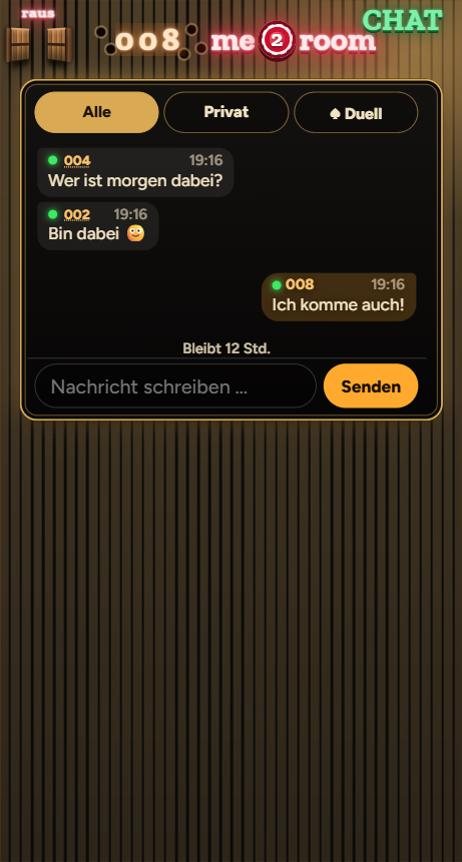 raus
008
me 2 room
CHAT
Alle
Privat
♠ Duell
004 19:16
Wer ist morgen dabei?
002 19:16
Bin dabei 🤪
008 19:16
Ich komme auch!
Bleibt 12 Std.
Nachricht schreiben ...
Senden